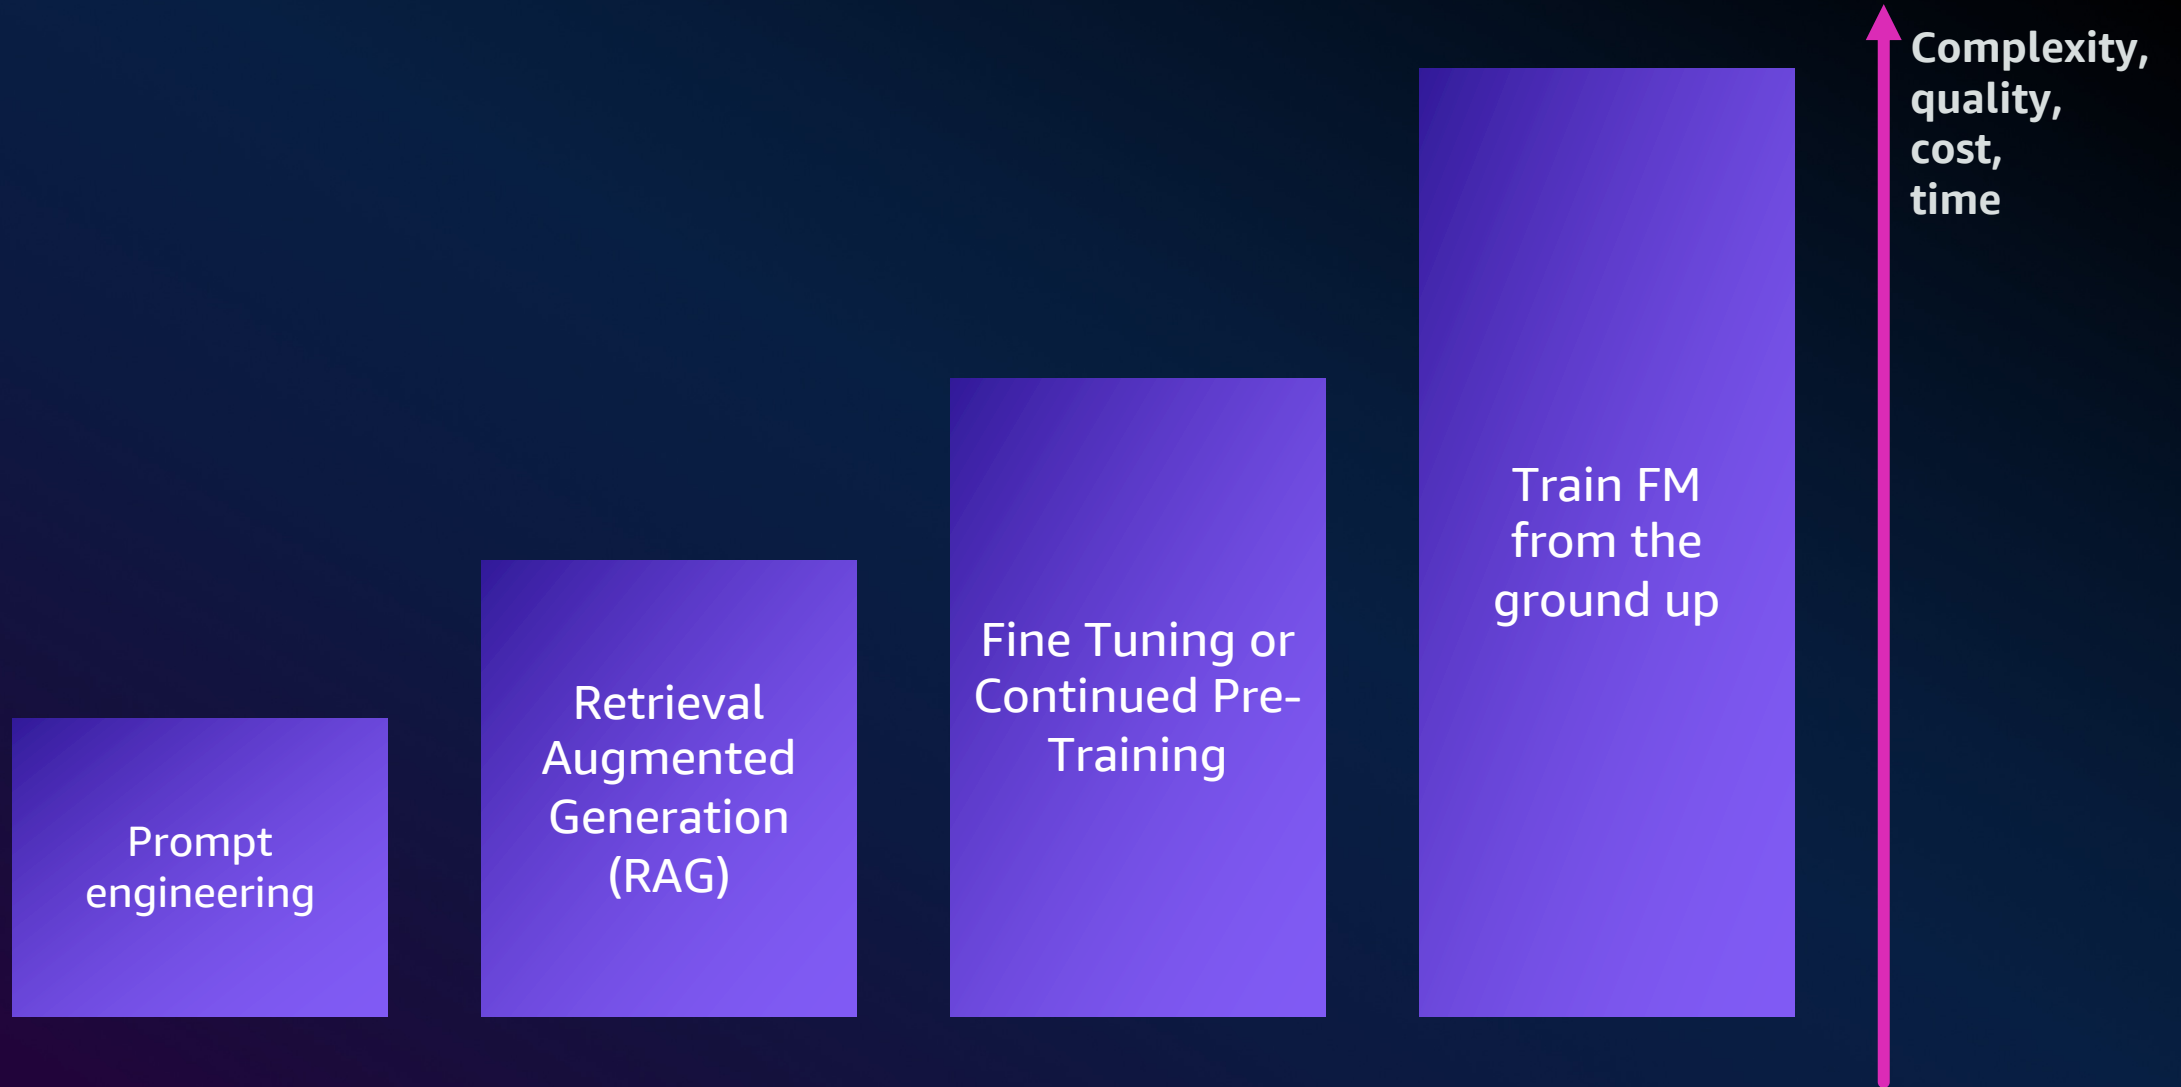 Complexity,
quality,
cost,
time
Prompt
engineering
Retrieval
Augmented
Generation
(RAG)
Fine Tuning or
Continued Pre-
Training
Train FM
from the
ground up